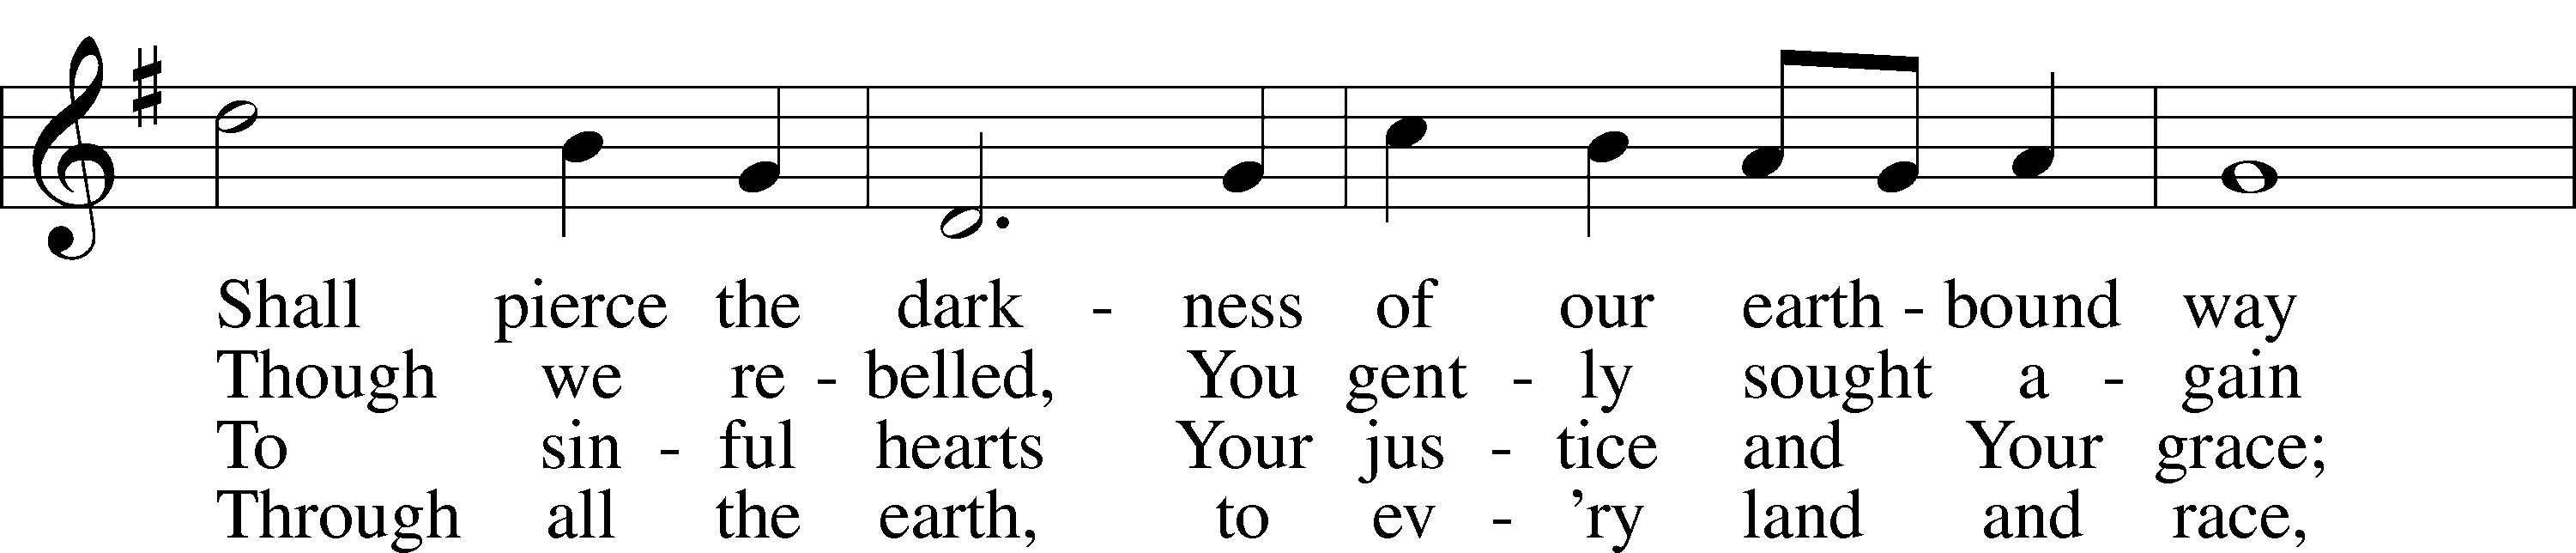 Shall pierce the dark - ness of our earth - bound way
Though we re - belled, You gent - ly sought a - gain
To sin - ful hearts Your jus - tice and Your grace;
Through all the earth, to ev - ’ry land and race,